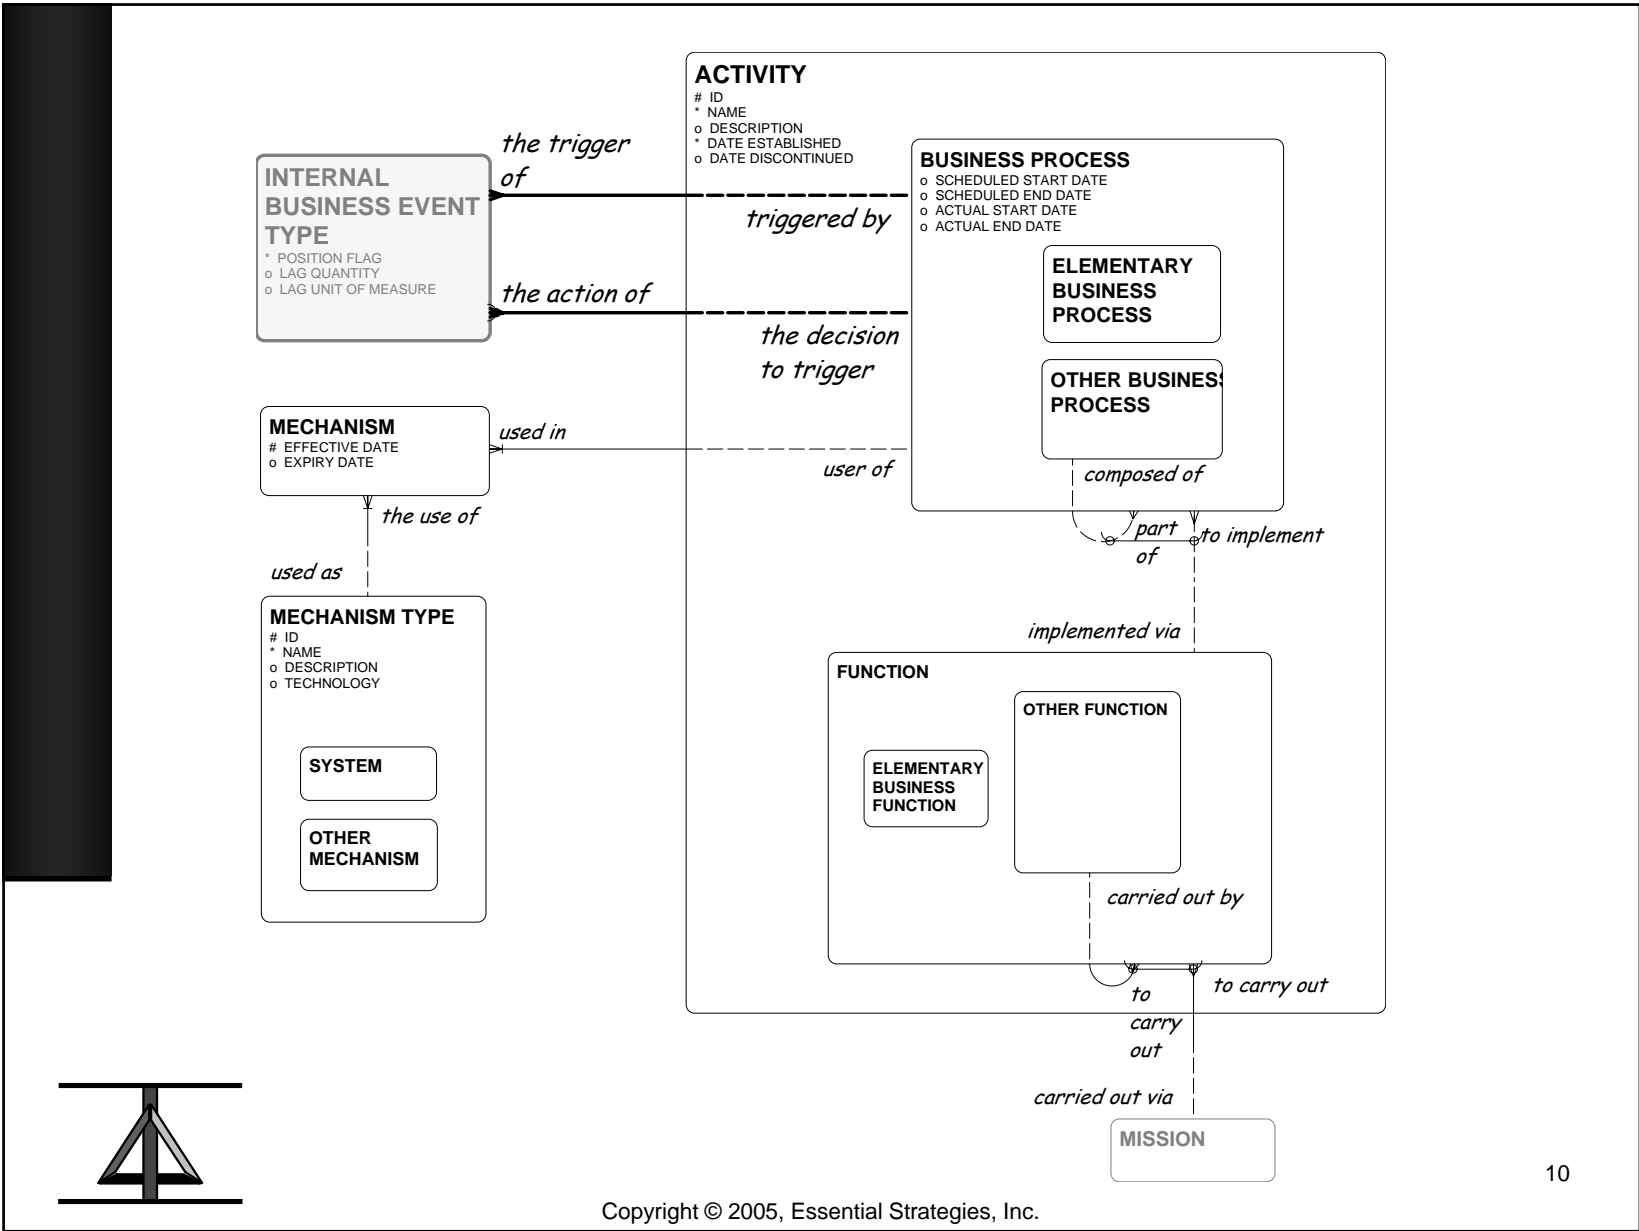 ACTIVITY
# ID
* NAME
o DESCRIPTION
* DATE ESTABLISHED
o DATE DISCONTINUED
the trigger
of
triggered by
INTERNAL
BUSINESS EVENT
TYPE
* POSITION FLAG
o LAG QUANTITY
o LAG UNIT OF MEASURE
the action of
the decision
to trigger
BUSINESS PROCESS
o SCHEDULED START DATE
o SCHEDULED END DATE
o ACTUAL START DATE
o ACTUAL END DATE
ELEMENTARY
BUSINESS
PROCESS
OTHER BUSINESS
PROCESS
composed of
part
of
to implement
MECHANISM
# EFFECTIVE DATE
o EXPIRY DATE
used in
user of
the use of
used as
MECHANISM TYPE
# ID
* NAME
o DESCRIPTION
o TECHNOLOGY
SYSTEM
OTHER
MECHANISM
implemented via
FUNCTION
OTHER FUNCTION
ELEMENTARY
BUSINESS
FUNCTION
carried out by
to
carry
out
to carry out
carried out via
MISSION
10
Copyright © 2005, Essential Strategies, Inc.